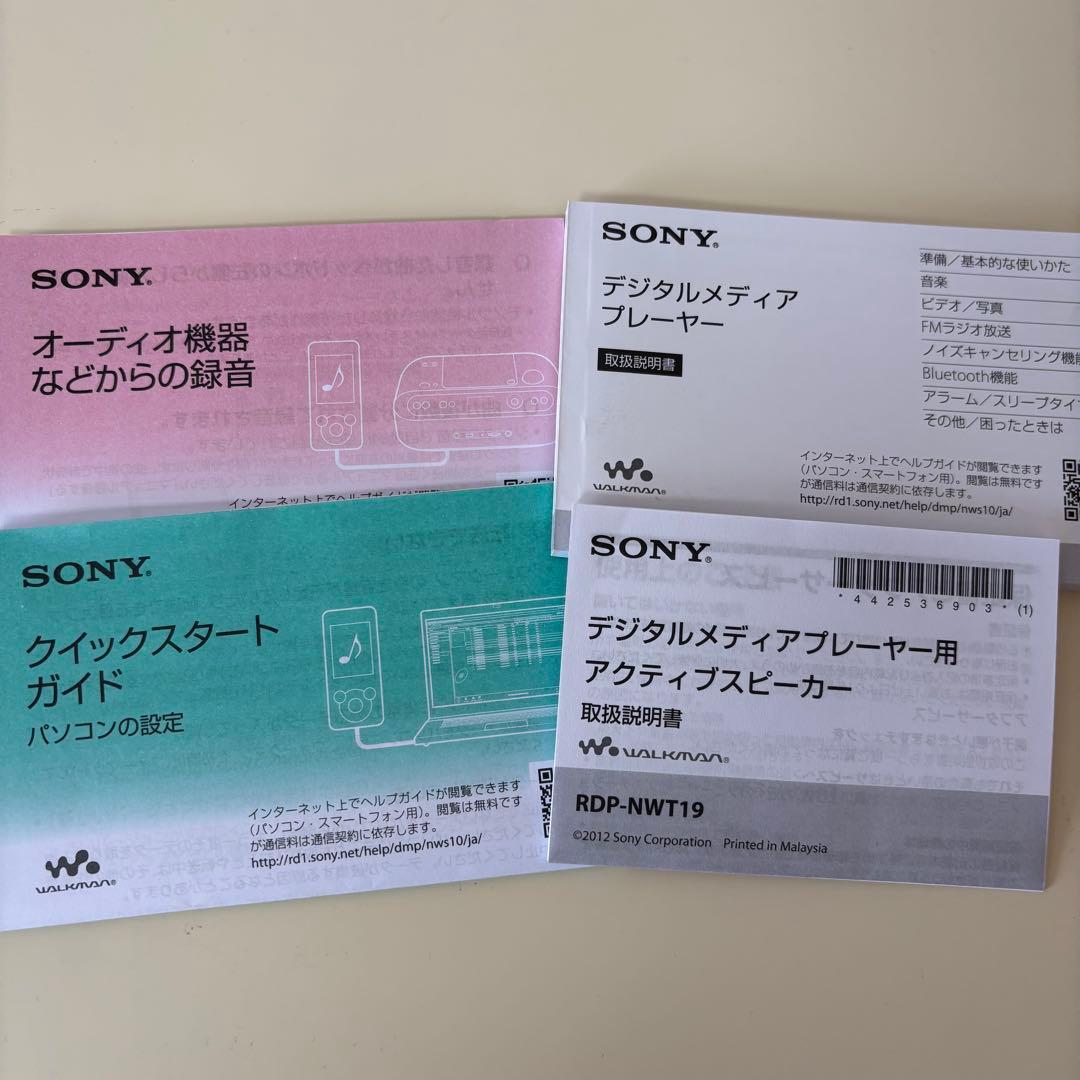 SONY®
オーディオ機器
などからの録音
SONY®
デジタルメディア
プレーヤー
取扱説明書
準備／基本的な使いかた
音楽
ビデオ／写真
FMラジオ放送
ノイズキャンセリング機能
Bluetooth機能
アラーム／スリープタイ
その他／困ったときは
インターネット上でヘルプガイドが閲覧できます
（パソコン・スマートフォン用）。閲覧は無料です
が通信料は通信契約に依存します。
http://rd1.sony.net/help/dmp/nws10/ja/
WALKMAN®
SONY®
クイックスタート
ガイド
パソコンの設定
インターネット上でヘルプガイドが閲覧できます
（パソコン・スマートフォン用）。閲覧は無料です
が通信料は通信契約に依存します。
http://rd1.sony.net/help/dmp/nws10/ja/
WALKMAN®
SONY®
*442536903* (1)
デジタルメディアプレーヤー用
アクティブスピーカー
取扱説明書
WALKMAN®
RDP-NWT19
©2012 Sony Corporation Printed in Malaysia